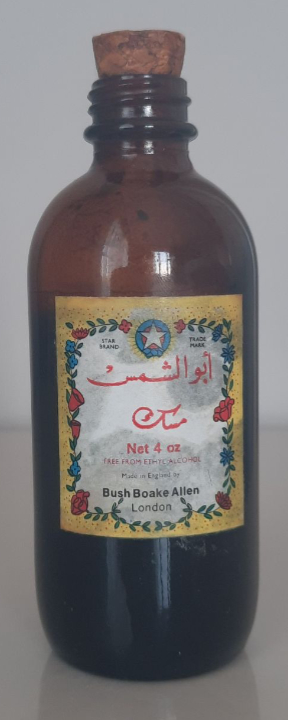 STAR BRAND
TRADE MARK
أبو الشمس
مسك
Net 4 oz
FREE FROM ETHYL ALCOHOL
Made in England by
Bush Boake Allen
London